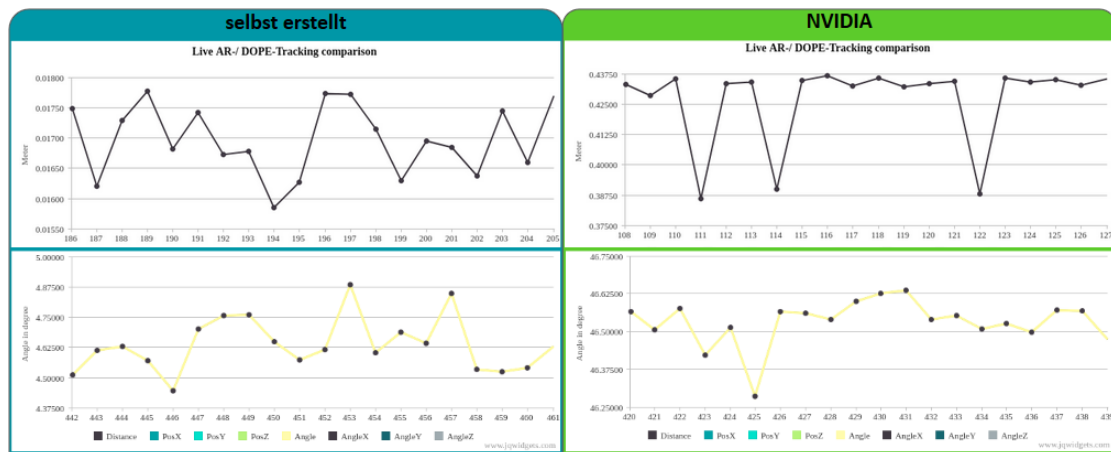 selbst erstellt
Live AR-/ DOPE-Tracking comparison
0.01800
0.01750
0.01700
0.01650
0.01600
0.01550
Meter
186 187 188 189 190 191 192 193 194 195 196 197 198 199 200 201 202 203 204 205
5.00000
4.87500
4.75000
4.62500
4.50000
4.37500
Angle in degree
442 443 444 445 446 447 448 449 450 451 452 453 454 455 456 457 458 459 460 461
Distance PosX PosY PosZ Angle AngleX AngleY AngleZ
www.jqwidgets.com
NVIDIA
Live AR-/ DOPE-Tracking comparison
0.43750
0.42500
0.41250
0.40000
0.38750
0.37500
Meter
108 109 110 111 112 113 114 115 116 117 118 119 120 121 122 123 124 125 126 127
46.75000
46.62500
46.50000
46.37500
46.25000
Angle in degree
420 421 422 423 424 425 426 427 428 429 430 431 432 433 434 435 436 437 438 439
Distance PosX PosY PosZ Angle AngleX AngleY AngleZ
www.jqwidgets.com